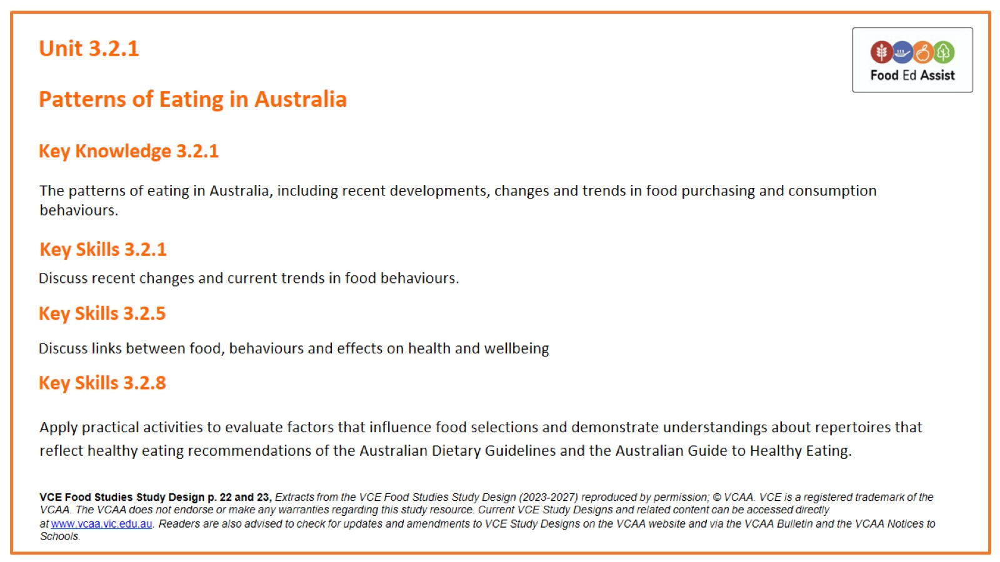 Unit 3.2.1
Food Ed Assist
Patterns of Eating in Australia
Key Knowledge 3.2.1
The patterns of eating in Australia, including recent developments, changes and trends in food purchasing and consumption
behaviours.
Key Skills 3.2.1
Discuss recent changes and current trends in food behaviours.
Key Skills 3.2.5
Discuss links between food, behaviours and effects on health and wellbeing
Key Skills 3.2.8
Apply practical activities to evaluate factors that influence food selections and demonstrate understandings about repertoires that
reflect healthy eating recommendations of the Australian Dietary Guidelines and the Australian Guide to Healthy Eating.
VCE Food Studies Study Design p. 22 and 23, Extracts from the VCE Food Studies Study Design (2023-2027) reproduced by permission; © VCAA. VCE is a registered trademark of the
VCAA. The VCAA does not endorse or make any warranties regarding this study resource. Current VCE Study Designs and related content can be accessed directly
at www.vcaa.vic.edu.au. Readers are also advised to check for updates and amendments to VCE Study Designs on the VCAA website and via the VCAA Bulletin and the VCAA Notices to
Schools.